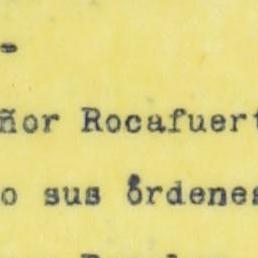 -
ñor Rocafuert
o sus órdenes